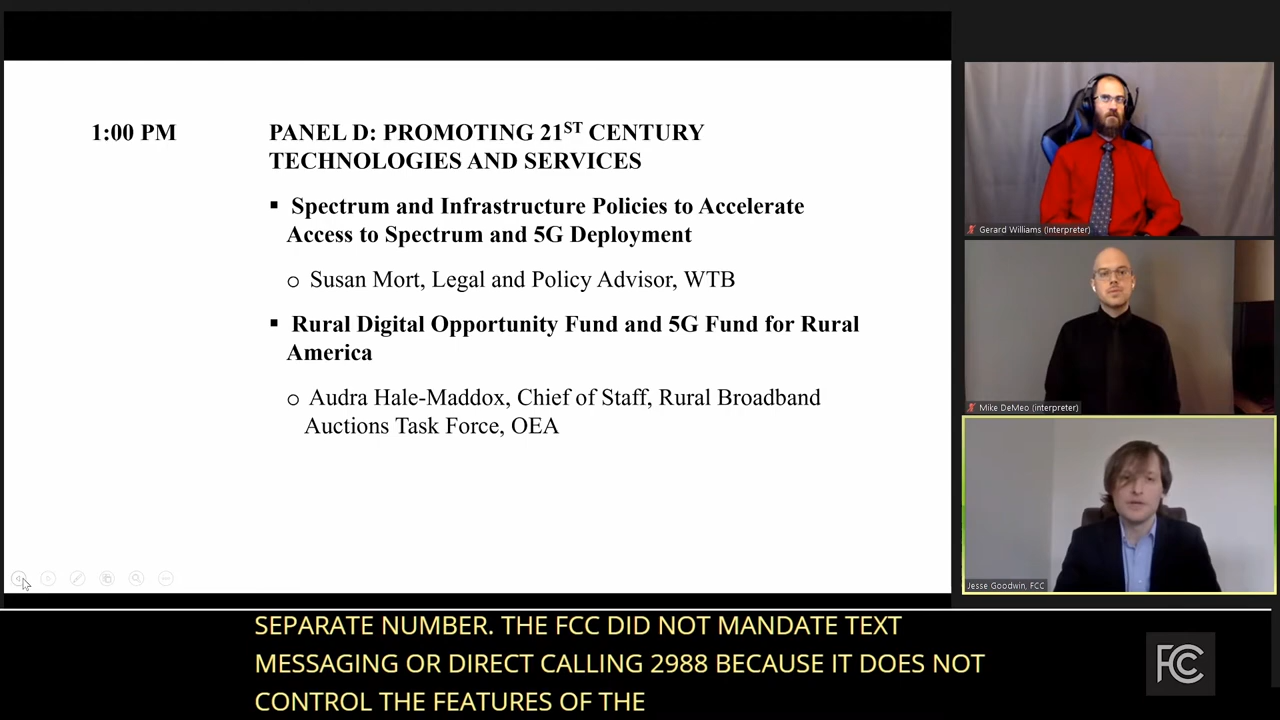 1:00 PM
PANEL D: PROMOTING 21ST CENTURY
TECHNOLOGIES AND SERVICES
▪ Spectrum and Infrastructure Policies to Accelerate
Access to Spectrum and 5G Deployment
o Susan Mort, Legal and Policy Advisor, WTB
▪ Rural Digital Opportunity Fund and 5G Fund for Rural
America
o Audra Hale-Maddox, Chief of Staff, Rural Broadband
Auctions Task Force, OEA
Gerard Williams (Interpreter)
Mike DeMeo (interpreter)
Jesse Goodwin, FCC
SEPARATE NUMBER. THE FCC DID NOT MANDATE TEXT
MESSAGING OR DIRECT CALLING 2988 BECAUSE IT DOES NOT
CONTROL THE FEATURES OF THE
FCC